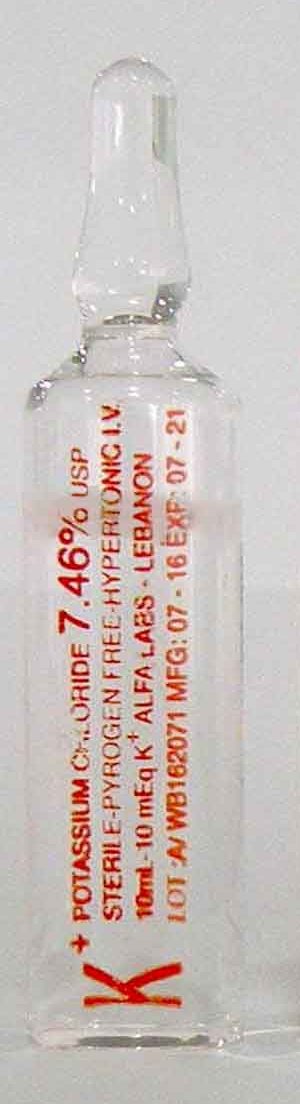 K+
POTASSIUM CHLORIDE 7.46% USP
STERILE-PYROGEN FREE-HYPERTONIC I.V.
10mL-10 mEq K+ ALFA LABS - LEBANON
LOT :A/ WB162071 MFG: 07 - 16 EXP: 07 - 21